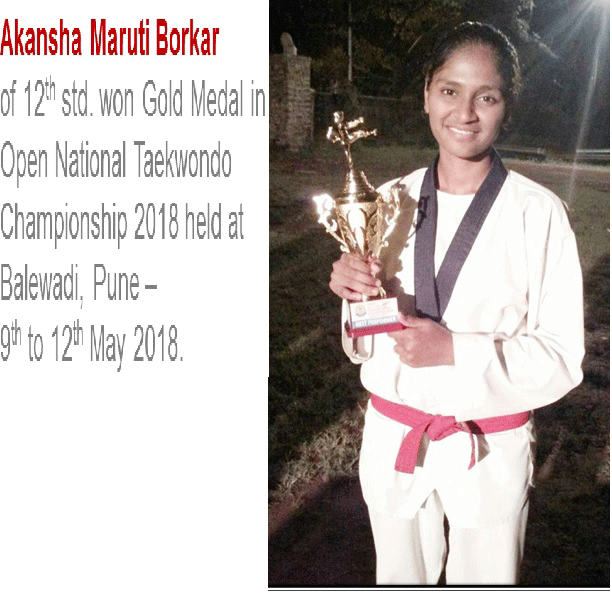 Akansha Maruti Borkar
of 12th std. won Gold Medal in
Open National Taekwondo
Championship 2018 held at
Balewadi, Pune –
9th to 12th May 2018.